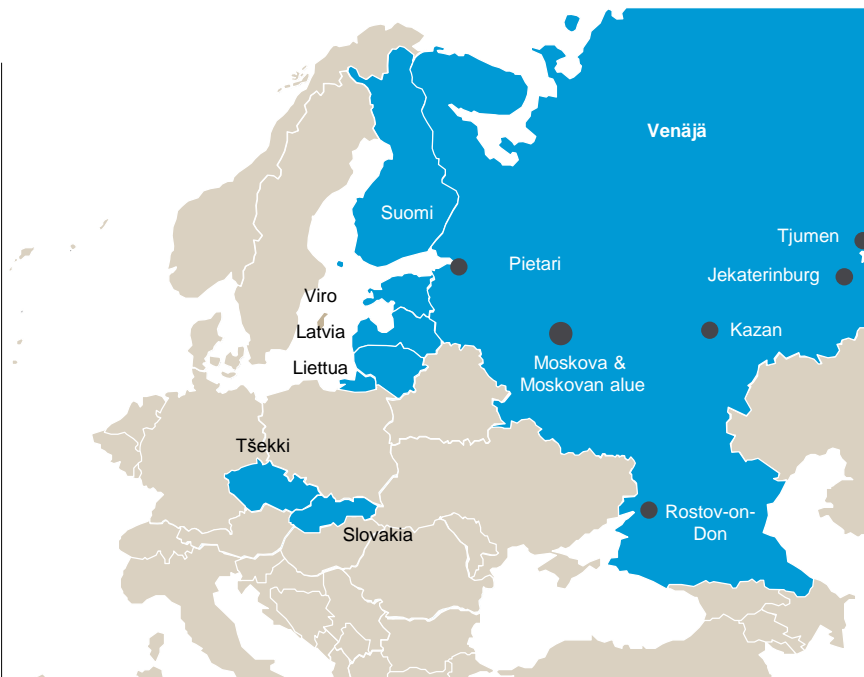 Venäjä
Suomi
Tjumen
Pietari
Jekaterinburg
Viro
Latvia
Kazan
Liettua
Moskova &
Moskovan alue
Tšekki
Rostov-on-
Don
Slovakia